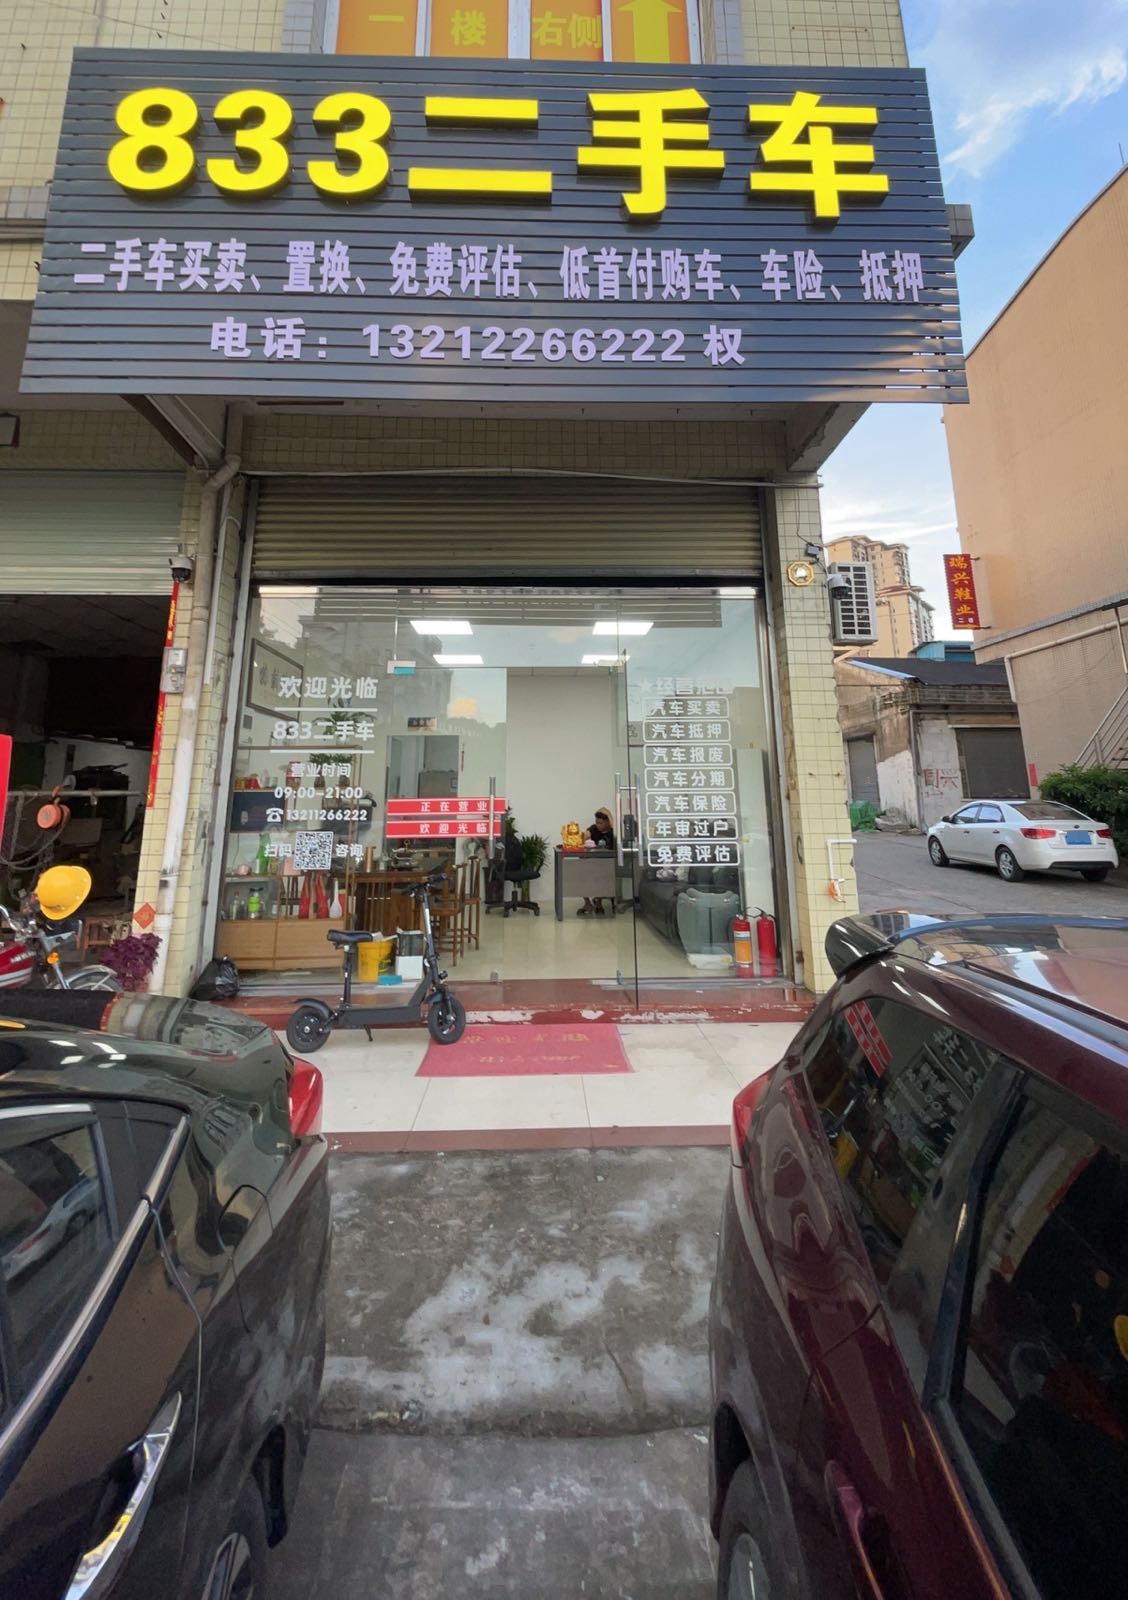 一楼右侧
833二手车
二手车买卖、置换、免费评估、低首付购车、车险、抵押
电话：13212266222 权
瑞兴鞋业
欢迎光临
833二手车
营业时间
09:00-21:00
☎13211266222
扫码 咨询
正在营业
欢迎光临
★经营范围
汽车买卖
汽车抵押
汽车报废
汽车分期
汽车保险
年审过户
免费评估